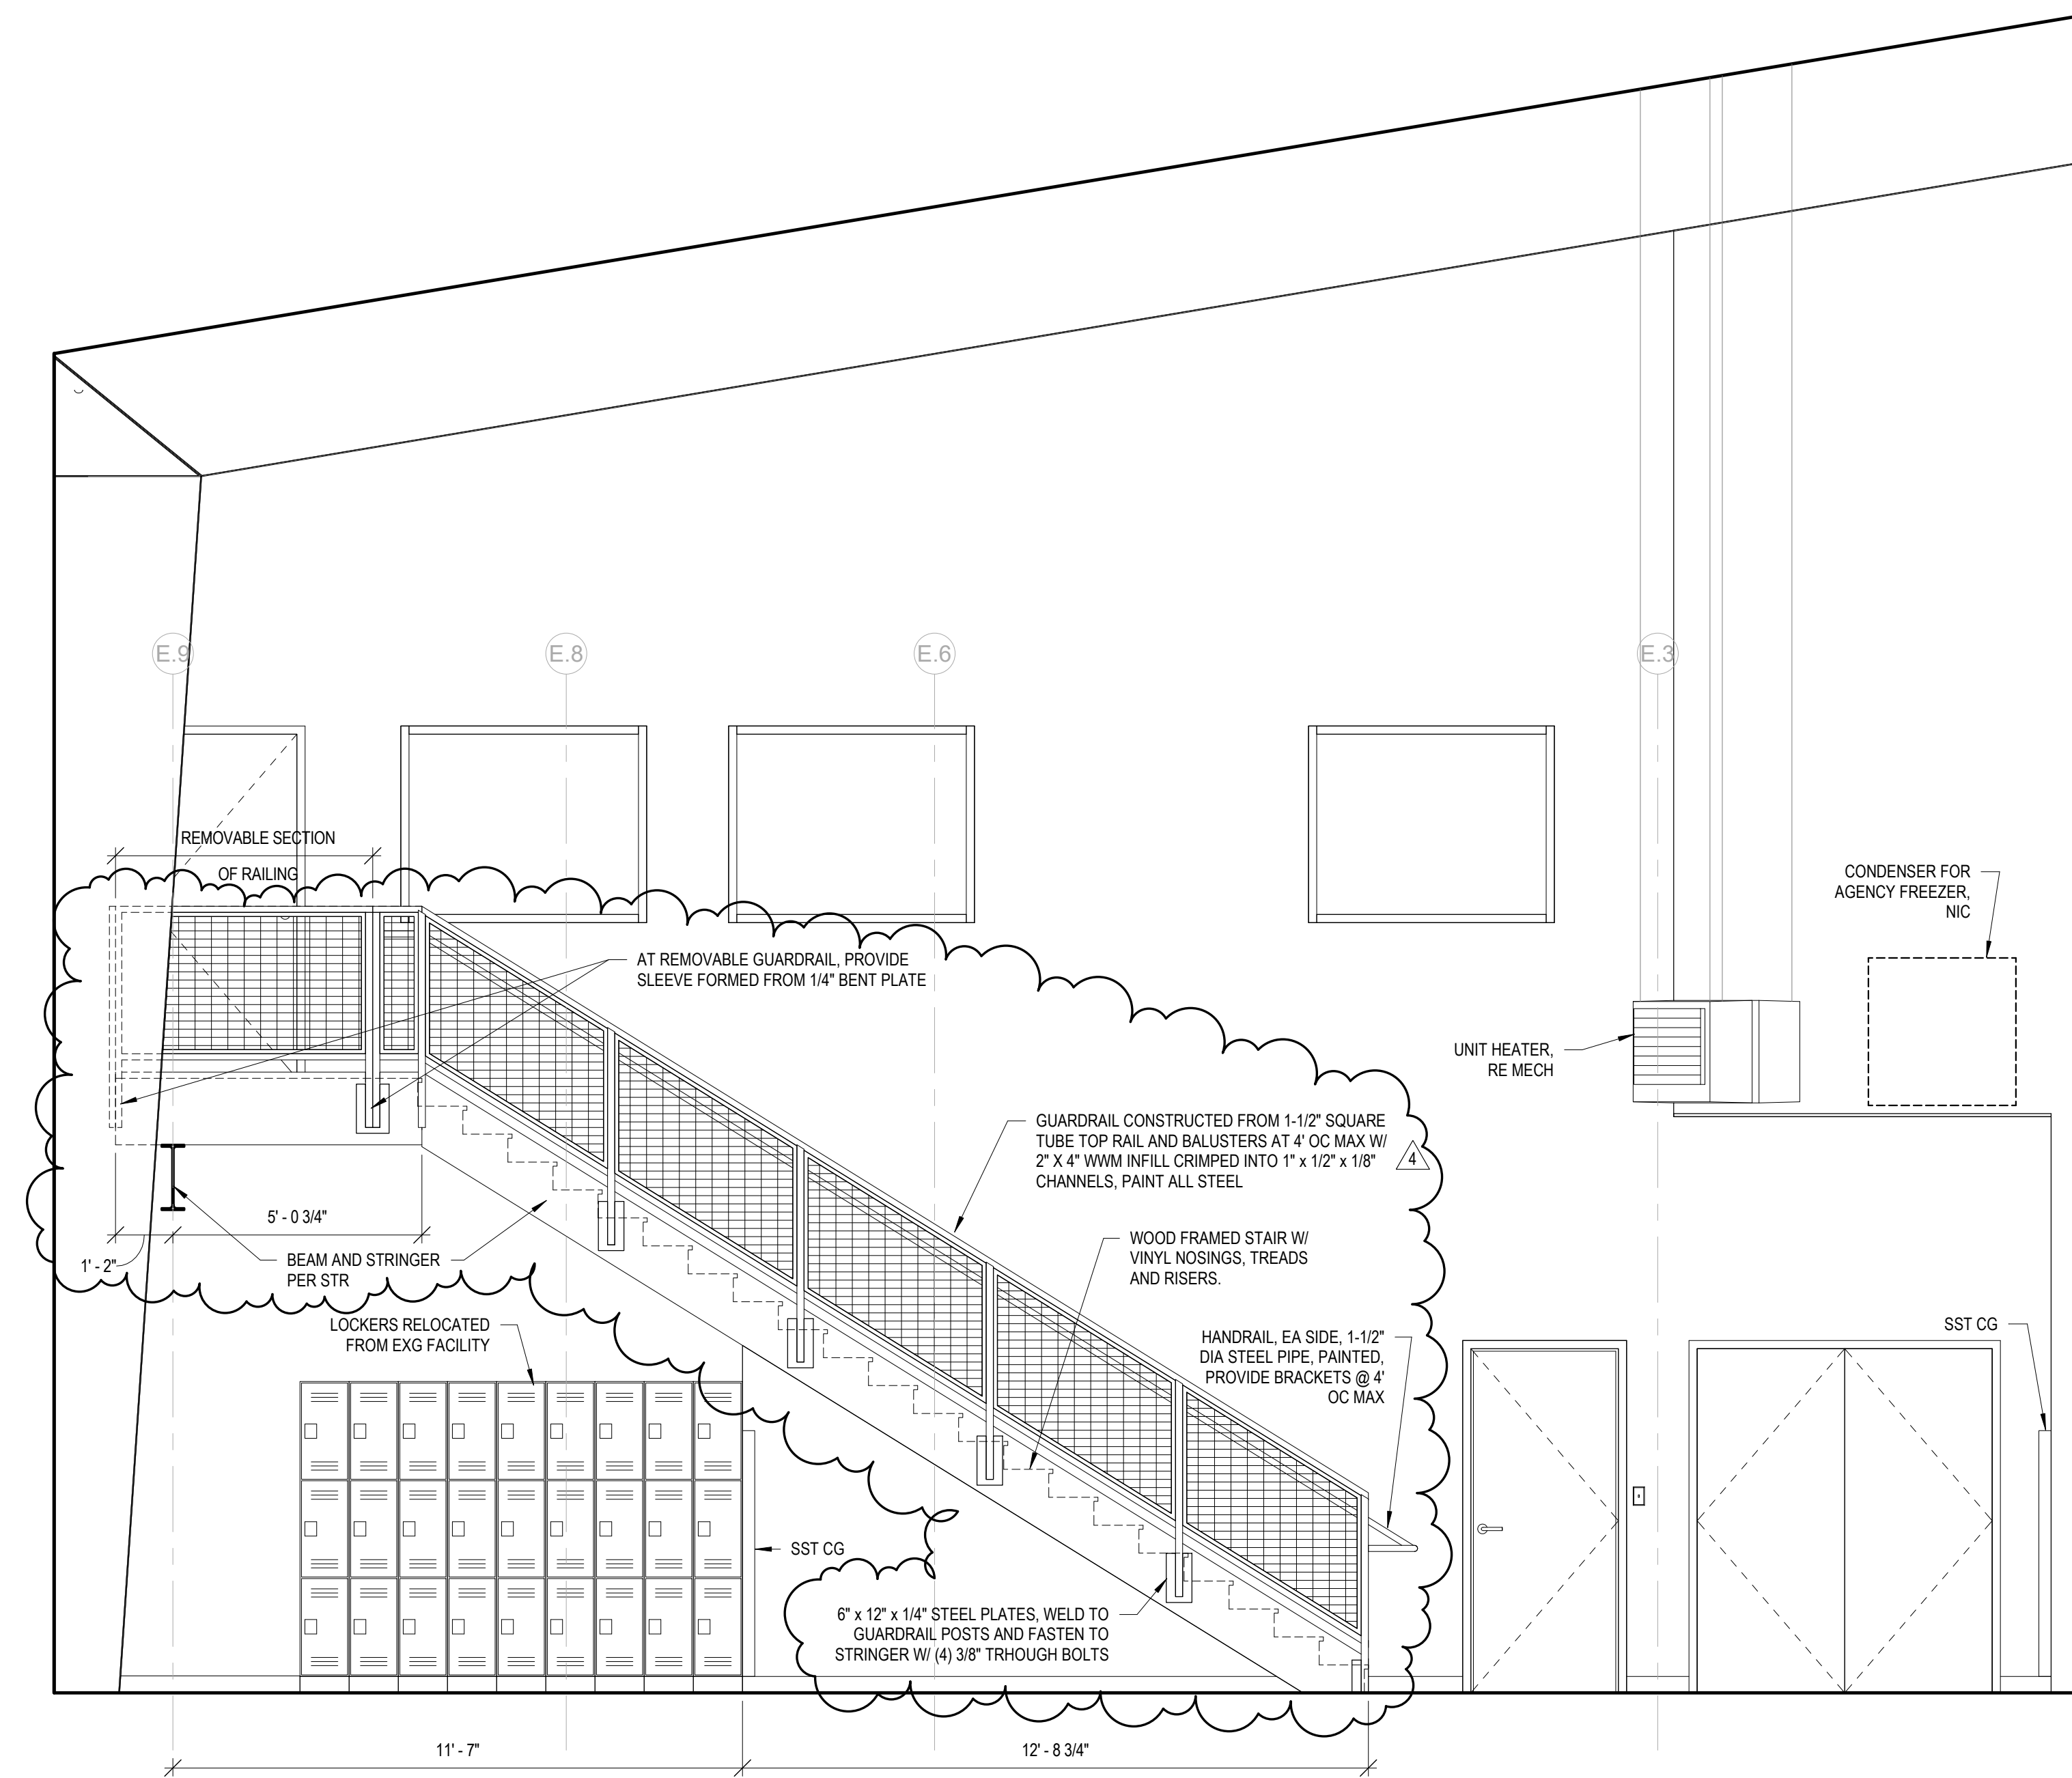 E.9
E.8
E.6
E.3
REMOVABLE SECTION
OF RAILING
CONDENSER FOR
AGENCY FREEZER,
NIC
AT REMOVABLE GUARDRAIL, PROVIDE
SLEEVE FORMED FROM 1/4" BENT PLATE
UNIT HEATER,
RE MECH
GUARDRAIL CONSTRUCTED FROM 1-1/2" SQUARE
TUBE TOP RAIL AND BALUSTERS AT 4' OC MAX W/
2" X 4" WWM INFILL CRIMPED INTO 1" x 1/2" x 1/8"
CHANNELS, PAINT ALL STEEL
4
5' - 0 3/4"
1' - 2"
BEAM AND STRINGER
PER STR
WOOD FRAMED STAIR W/
VINYL NOSINGS, TREADS
AND RISERS.
LOCKERS RELOCATED
FROM EXG FACILITY
HANDRAIL, EA SIDE, 1-1/2"
DIA STEEL PIPE, PAINTED,
PROVIDE BRACKETS @ 4'
OC MAX
SST CG
SST CG
6" x 12" x 1/4" STEEL PLATES, WELD TO
GUARDRAIL POSTS AND FASTEN TO
STRINGER W/ (4) 3/8" TRHOUGH BOLTS
11' - 7"
12' - 8 3/4"